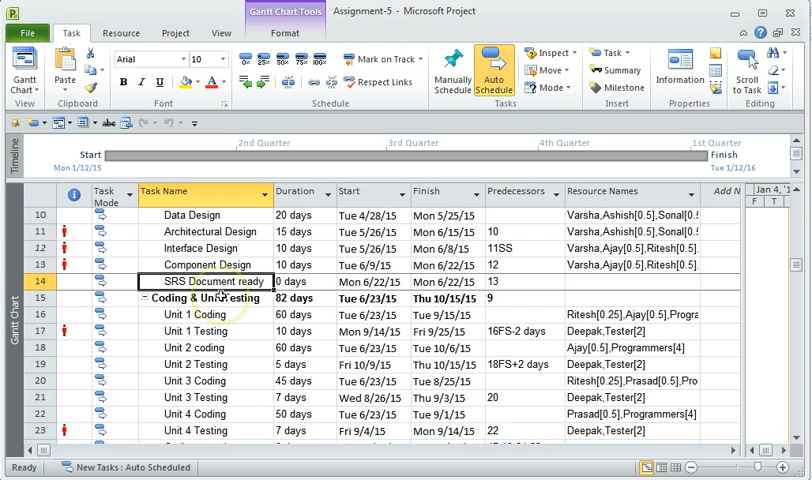 P
Gantt Chart Tools
Assignment-5 - Microsoft Project
File
Task
Resource
Project
View
Format
Gantt
Chart
View
Paste
Clipboard
Arial
10
B I U
A
Font
0% 25% 50% 75% 100%
Mark on Track
Respect Links
Schedule
Manually
Schedule
Auto
Schedule
Inspect
Move
Mode
Tasks
Task
Summary
Milestone
Insert
Information
Properties
Scroll
to Task
Editing
Timeline
2nd Quarter
3rd Quarter
4th Quarter
1st Quarter
Start
Mon 1/12/15
Finish
Tue 1/12/16
Task Mode Task Name Duration Start Finish Predecessors Resource Names Add N Jan 4, '1
F T
10 Data Design 20 days Tue 4/28/15 Mon 5/25/15 Varsha,Ashish[0.5],Sonal[0.5
11 Architectural Design 15 days Tue 5/26/15 Mon 6/15/15 10
12 Interface Design 10 days Tue 5/26/15 Mon 6/8/15 11SS Varsha,Ajay[0.5],Ritesh[0.5]
13 Component Design 10 days Tue 6/9/15 Mon 6/22/15 12 Varsha,Ajay[0.5],Ritesh[0.5]
14 SRS Document ready 0 days Mon 6/22/15 Mon 6/22/15 13
15 Coding & Unit Testing 82 days Tue 6/23/15 Thu 10/15/15 9
16 Unit 1 Coding 60 days Tue 6/23/15 Tue 9/15/15 Ritesh[0.25],Ajay[0.5],Progra
17 Unit 1 Testing 10 days Mon 9/14/15 Fri 9/25/15 16FS-2 days Deepak,Tester[2]
18 Unit 2 coding 60 days Tue 6/23/15 Tue 10/6/15 Ajay[0.5],Programmers[4]
19 Unit 2 Testing 5 days Fri 10/9/15 Thu 10/15/15 18FS+2 days Deepak,Tester[2]
20 Unit 3 Coding 45 days Tue 6/23/15 Tue 8/25/15 Ritesh[0.25],Prasad[0.5],Pro
21 Unit 3 Testing 7 days Wed 8/26/15 Thu 9/3/15 20 Deepak,Tester[2]
22 Unit 4 Coding 50 days Tue 6/23/15 Tue 9/1/15 Prasad[0.5],Programmers[4]
23 Unit 4 Testing 7 days Fri 9/4/15 Mon 9/14/15 22 Deepak,Tester[2]
Gantt Chart
Ready
New Tasks : Auto Scheduled